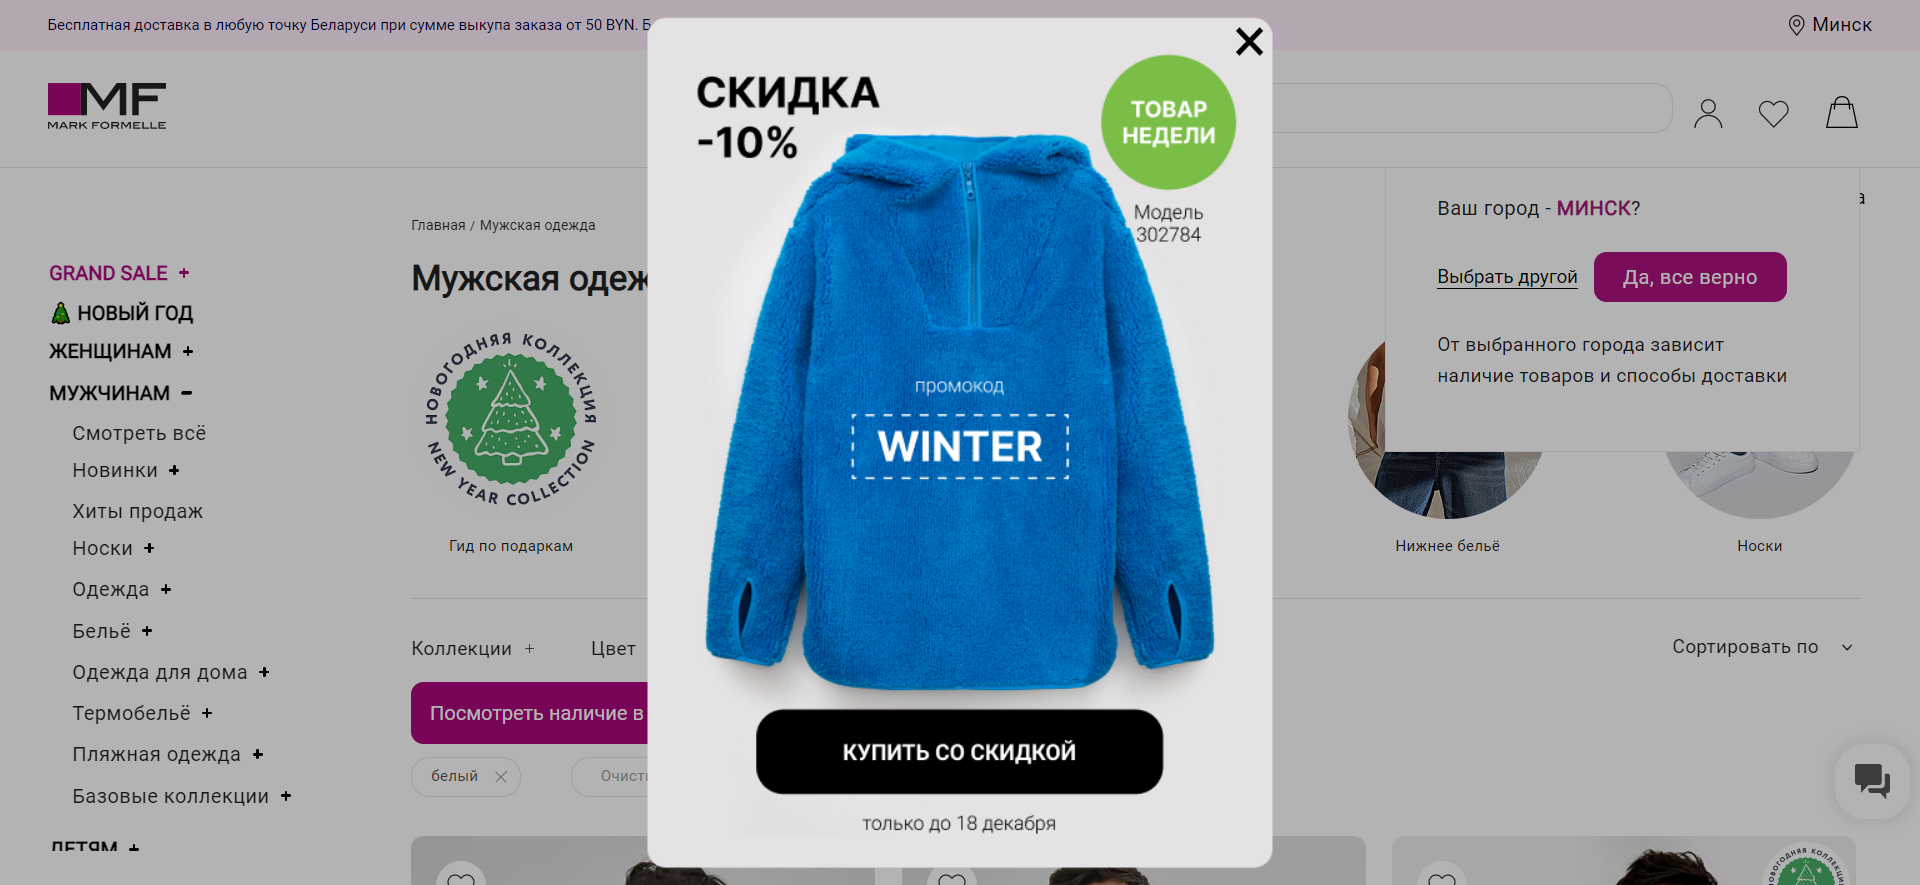 Бесплатная доставка в любую точку Беларуси при сумме выкупа заказа от 50 BYN.
Минск
MF
MARK FORMELLE
СКИДКА
-10%
ТОВАР
НЕДЕЛИ
Модель
302784
промокод
WINTER
КУПИТЬ СО СКИДКОЙ
только до 18 декабря
Ваш город - МИНСК?
Выбрать другой
Да, все верно
От выбранного города зависит
наличие товаров и способы доставки
Главная / Мужская одежда
Мужская одеж
GRAND SALE +
НОВЫЙ ГОД
ЖЕНЩИНАМ +
МУЖЧИНАМ -
Смотреть всё
Новинки +
Хиты продаж
Носки +
Одежда +
Бельё +
Одежда для дома +
Термобельё +
Пляжная одежда +
Базовые коллекции +
ДЕТЯМ +
НОВОГОДНЯЯ КОЛЛЕКЦИЯ
NEW YEAR COLLECTION
Гид по подаркам
Нижнее бельё
Носки
Коллекции +
Цвет
Сортировать по
Посмотреть наличие в
белый
Очист
НОВОГОДНЯЯ КОЛЛЕКЦИ